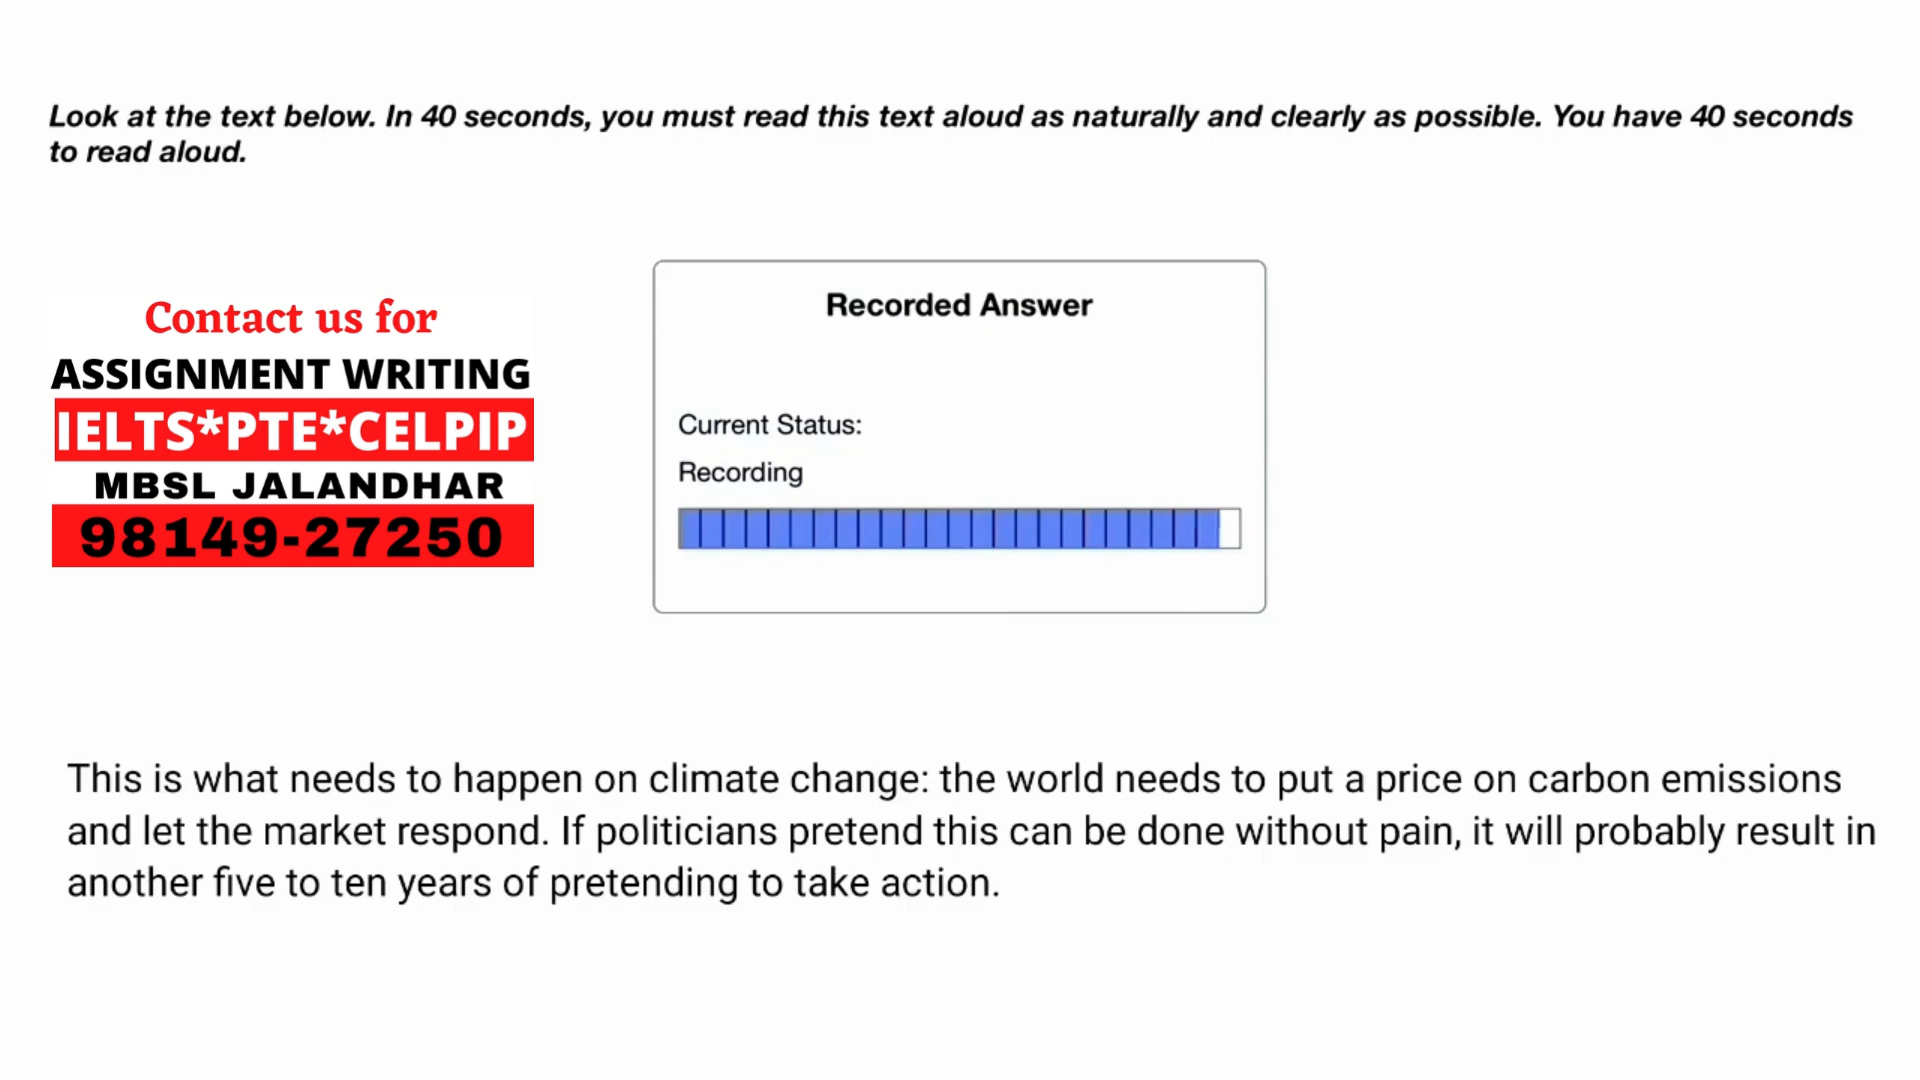 Look at the text below. In 40 seconds, you must read this text aloud as naturally and clearly as possible. You have 40 seconds
to read aloud.
Contact us for
ASSIGNMENT WRITING
IELTS*PTE*CELPIP
MBSL JALANDHAR
98149-27250
Recorded Answer
Current Status:
Recording
This is what needs to happen on climate change: the world needs to put a price on carbon emissions
and let the market respond. If politicians pretend this can be done without pain, it will probably result in
another five to ten years of pretending to take action.